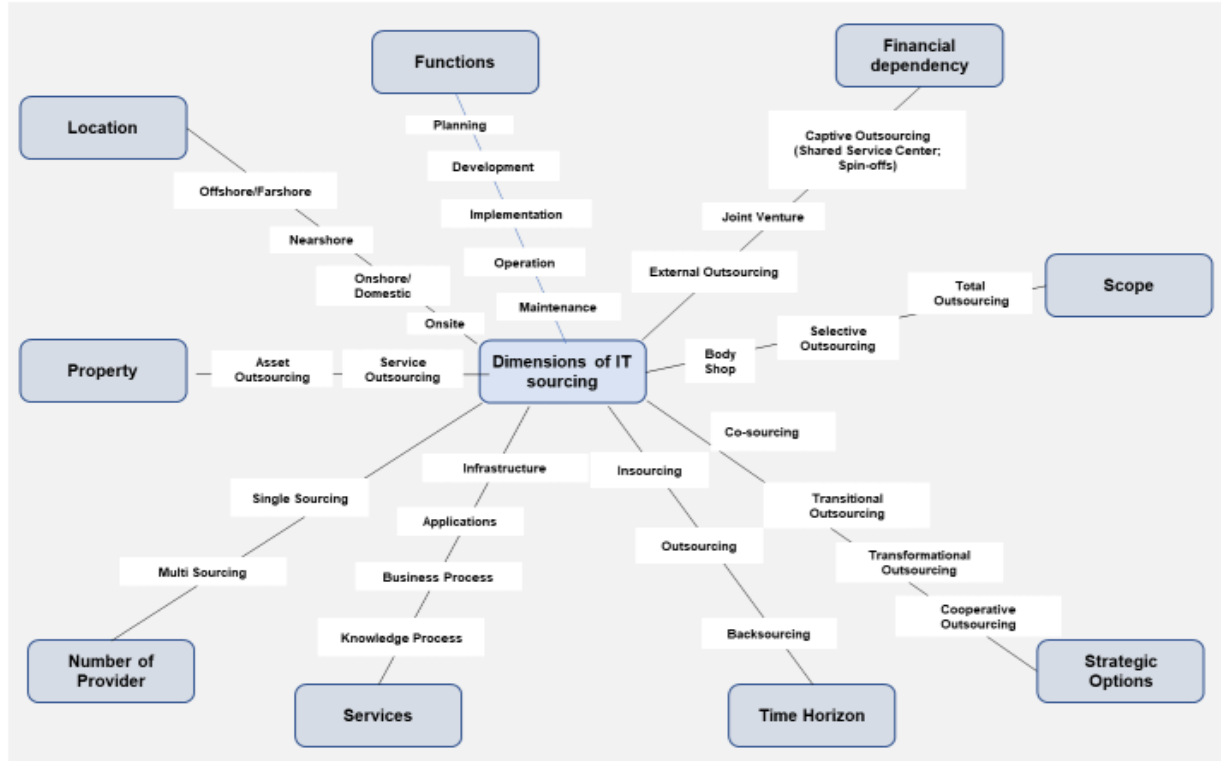 Functions
Financial
dependency
Location
Planning
Captive Outsourcing
(Shared Service Center;
Spin-offs)
Development
Offshore/Farshore
Implementation
Joint Venture
Nearshore
Operation
External Outsourcing
Onshore/
Domestic
Total
Outsourcing
Scope
Maintenance
Onsite
Selective
Outsourcing
Body
Shop
Property
Asset
Outsourcing
Service
Outsourcing
Dimensions of IT
sourcing
Co-sourcing
Infrastructure
Insourcing
Single Sourcing
Transitional
Outsourcing
Applications
Outsourcing
Transformational
Outsourcing
Multi Sourcing
Business Process
Cooperative
Outsourcing
Knowledge Process
Backsourcing
Number of
Provider
Strategic
Options
Services
Time Horizon